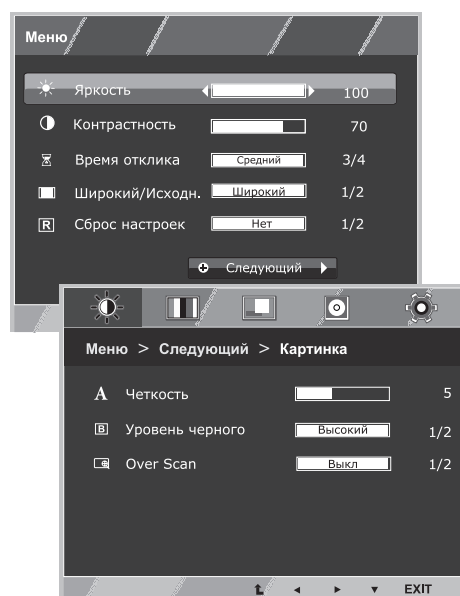 Меню
Яркость 100
Контрастность 70
Время отклика Средний 3/4
Широкий/Исходн. Широкий 1/2
R Сброс настроек Нет 1/2
Следующий
Меню > Следующий > Картинка
A Четкость 5
B Уровень черного Высокий 1/2
Over Scan Выкл 1/2
EXIT